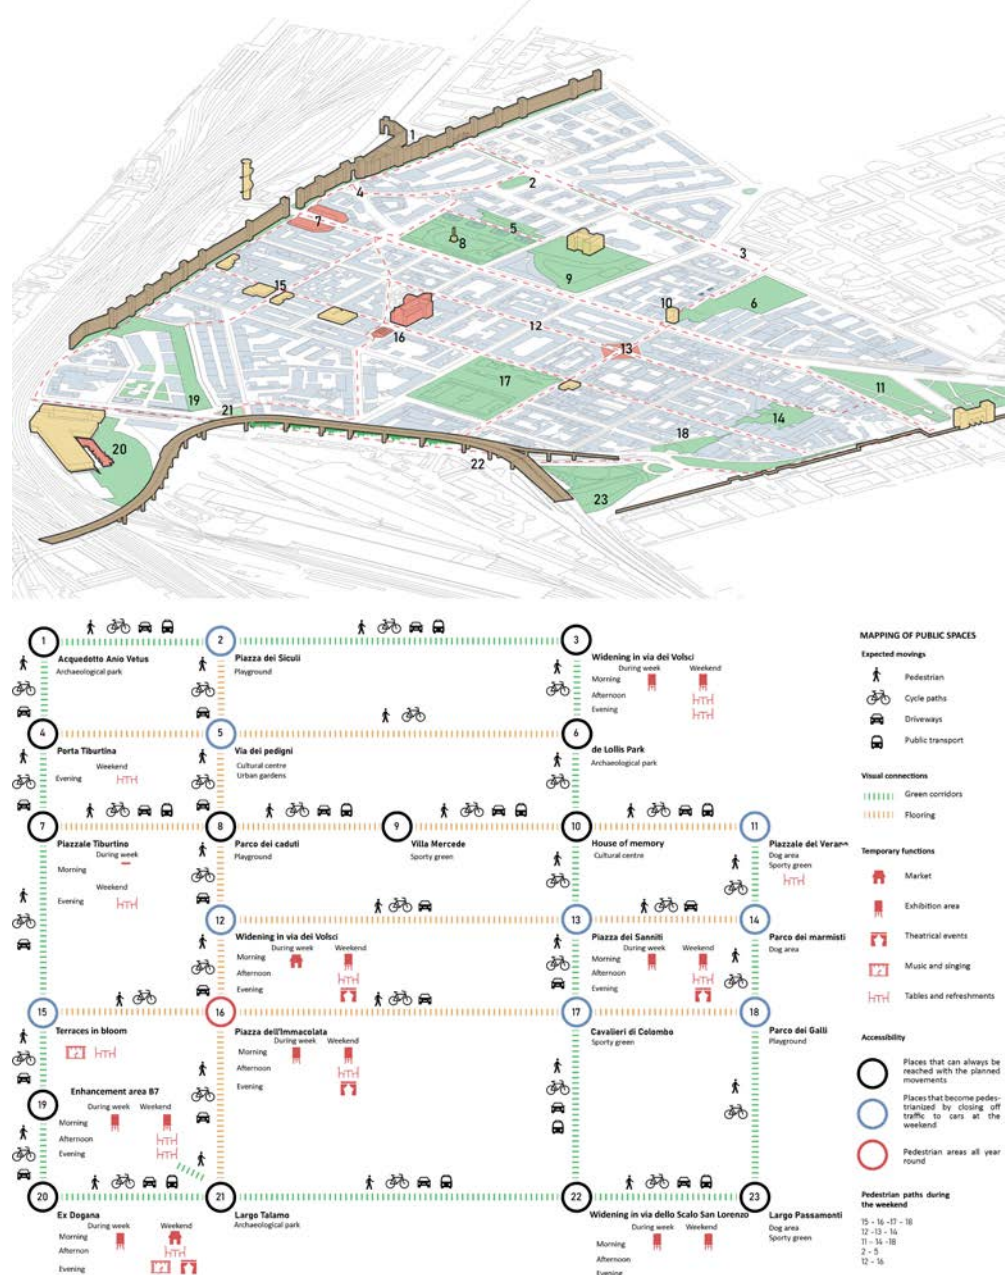 1
2
3
4
5
6
7
8
9
10
11
12
13
14
15
16
17
18
19
20
21
22
23
MAPPING OF PUBLIC SPACES
Expected movings
Pedestrian
Cycle paths
Driveways
Public transport
Visual connections
Green corridors
Flooring
Temporary functions
Market
Exhibition area
Theatrical events
Music and singing
Tables and refreshments
Accessibility
Places that can always be
reached with the planned
movements
Places that become pedes-
trianized by closing off
traffic to cars at the
weekend
Pedestrian areas all year
round
Pedestrian paths during
the weekend
15 - 16 -17 - 18
12 -13 - 14
11 - 14 -18
2 - 5
12 - 16
1
Acquedotto Anio Vetus
Archaeological park
2
Piazza dei Siculi
Playground
3
Widening in via dei Volsci
During week Weekend
Morning
Afternoon
Evening
4
Porta Tiburtina
Weekend
Evening
5
Via dei pedigni
Cultural centre
Urban gardens
6
de Lollis Park
Archaeological park
7
Piazzale Tiburtino
During week
Morning
Weekend
Evening
8
Parco dei caduti
Playground
9
Villa Mercede
Sporty green
10
House of memory
Cultural centre
11
Piazzale del Verano
Dog area
Sporty green
12
Widening in via dei Volsci
During week Weekend
Morning
Afternoon
Evening
13
Piazza dei Sanniti
During week Weekend
Morning
Afternoon
Evening
14
Parco dei marmisti
Dog area
15
Terraces in bloom
16
Piazza dell'Immacolata
During week Weekend
Morning
Afternoon
Evening
17
Cavalieri di Colombo
Sporty green
18
Parco dei Galli
Playground
Enhancement area B7
19
During week Weekend
Morning
Afternoon
Evening
20
Ex Dogana
During week Weekend
Morning
Afternon
Evening
21
Largo Talamo
Archaeological park
22
Widening in via dello Scalo San Lorenzo
During week Weekend
Morning
Afternoon
Evening
23
Largo Passamonti
Dog area
Sporty green